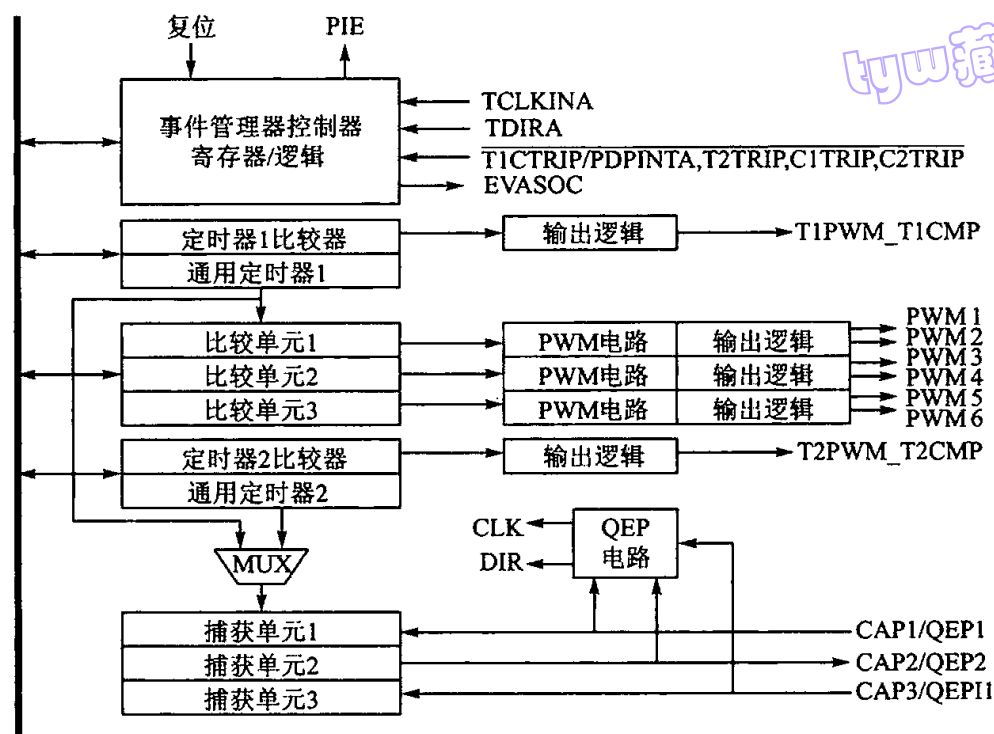 复位 PIE
tyw藏
事件管理器控制器
寄存器/逻辑
TCLKINA
TDIRA
T1CTRIP/PDPINTA,T2TRIP,C1TRIP,C2TRIP
EVASOC
定时器1比较器
通用定时器1
输出逻辑
T1PWM_T1CMP
比较单元1
比较单元2
比较单元3
PWM电路 输出逻辑
PWM电路 输出逻辑
PWM电路 输出逻辑
PWM1
PWM2
PWM3
PWM4
PWM5
PWM6
定时器2比较器
通用定时器2
输出逻辑
T2PWM_T2CMP
MUX
CLK
DIR
QEP
电路
捕获单元1
捕获单元2
捕获单元3
CAP1/QEP1
CAP2/QEP2
CAP3/QEPI1